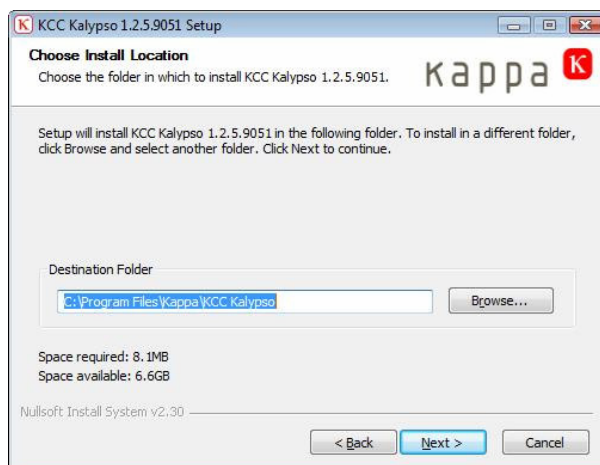 KCC Kalypso 1.2.5.9051 Setup
Choose Install Location
Choose the folder in which to install KCC Kalypso 1.2.5.9051.
kappa K
Setup will install KCC Kalypso 1.2.5.9051 in the following folder. To install in a different folder,
click Browse and select another folder. Click Next to continue.
Destination Folder
C:\Program Files\Kappa\KCC Kalypso
Browse...
Space required: 8.1MB
Space available: 6.6GB
Nullsoft Install System v2.30
< Back Next > Cancel